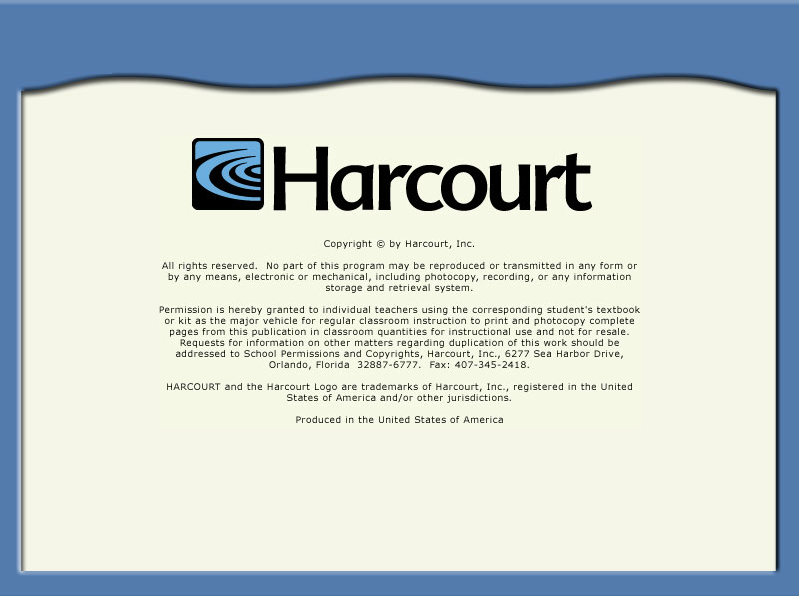 Harcourt
Copyright © by Harcourt, Inc.
All rights reserved.  No part of this program may be reproduced or transmitted in any form or
by any means, electronic or mechanical, including photocopy, recording, or any information
storage and retrieval system.
Permission is hereby granted to individual teachers using the corresponding student's textbook
or kit as the major vehicle for regular classroom instruction to print and photocopy complete
pages from this publication in classroom quantities for instructional use and not for resale.
Requests for information on other matters regarding duplication of this work should be
addressed to School Permissions and Copyrights, Harcourt, Inc., 6277 Sea Harbor Drive,
Orlando, Florida  32887-6777.  Fax: 407-345-2418.
HARCOURT and the Harcourt Logo are trademarks of Harcourt, Inc., registered in the United
States of America and/or other jurisdictions.
Produced in the United States of America